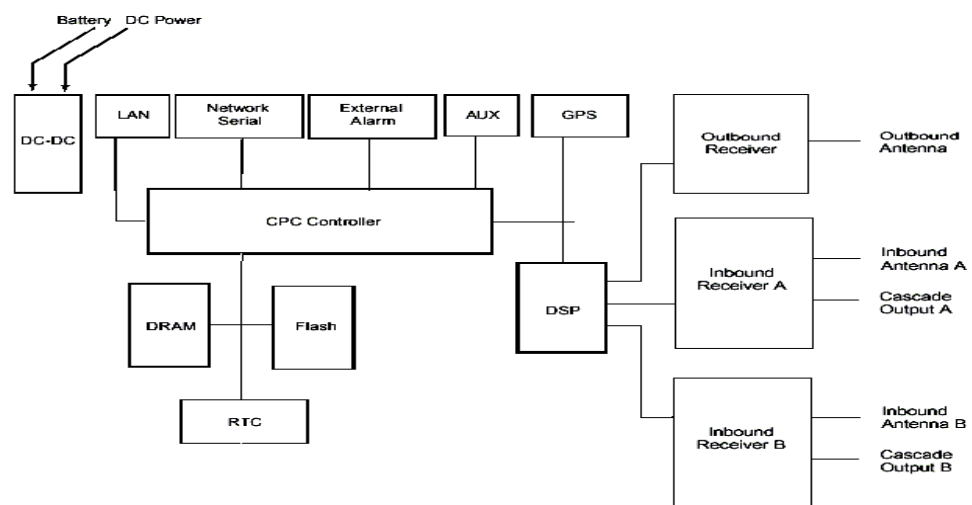 Battery DC Power
DC-DC
LAN
Network
Serial
External
Alarm
AUX
GPS
Outbound
Receiver
Outbound
Antenna
CPC Controller
DSP
Inbound
Receiver A
Inbound
Antenna A
Cascade
Output A
DRAM
Flash
RTC
Inbound
Receiver B
Inbound
Antenna B
Cascade
Output B